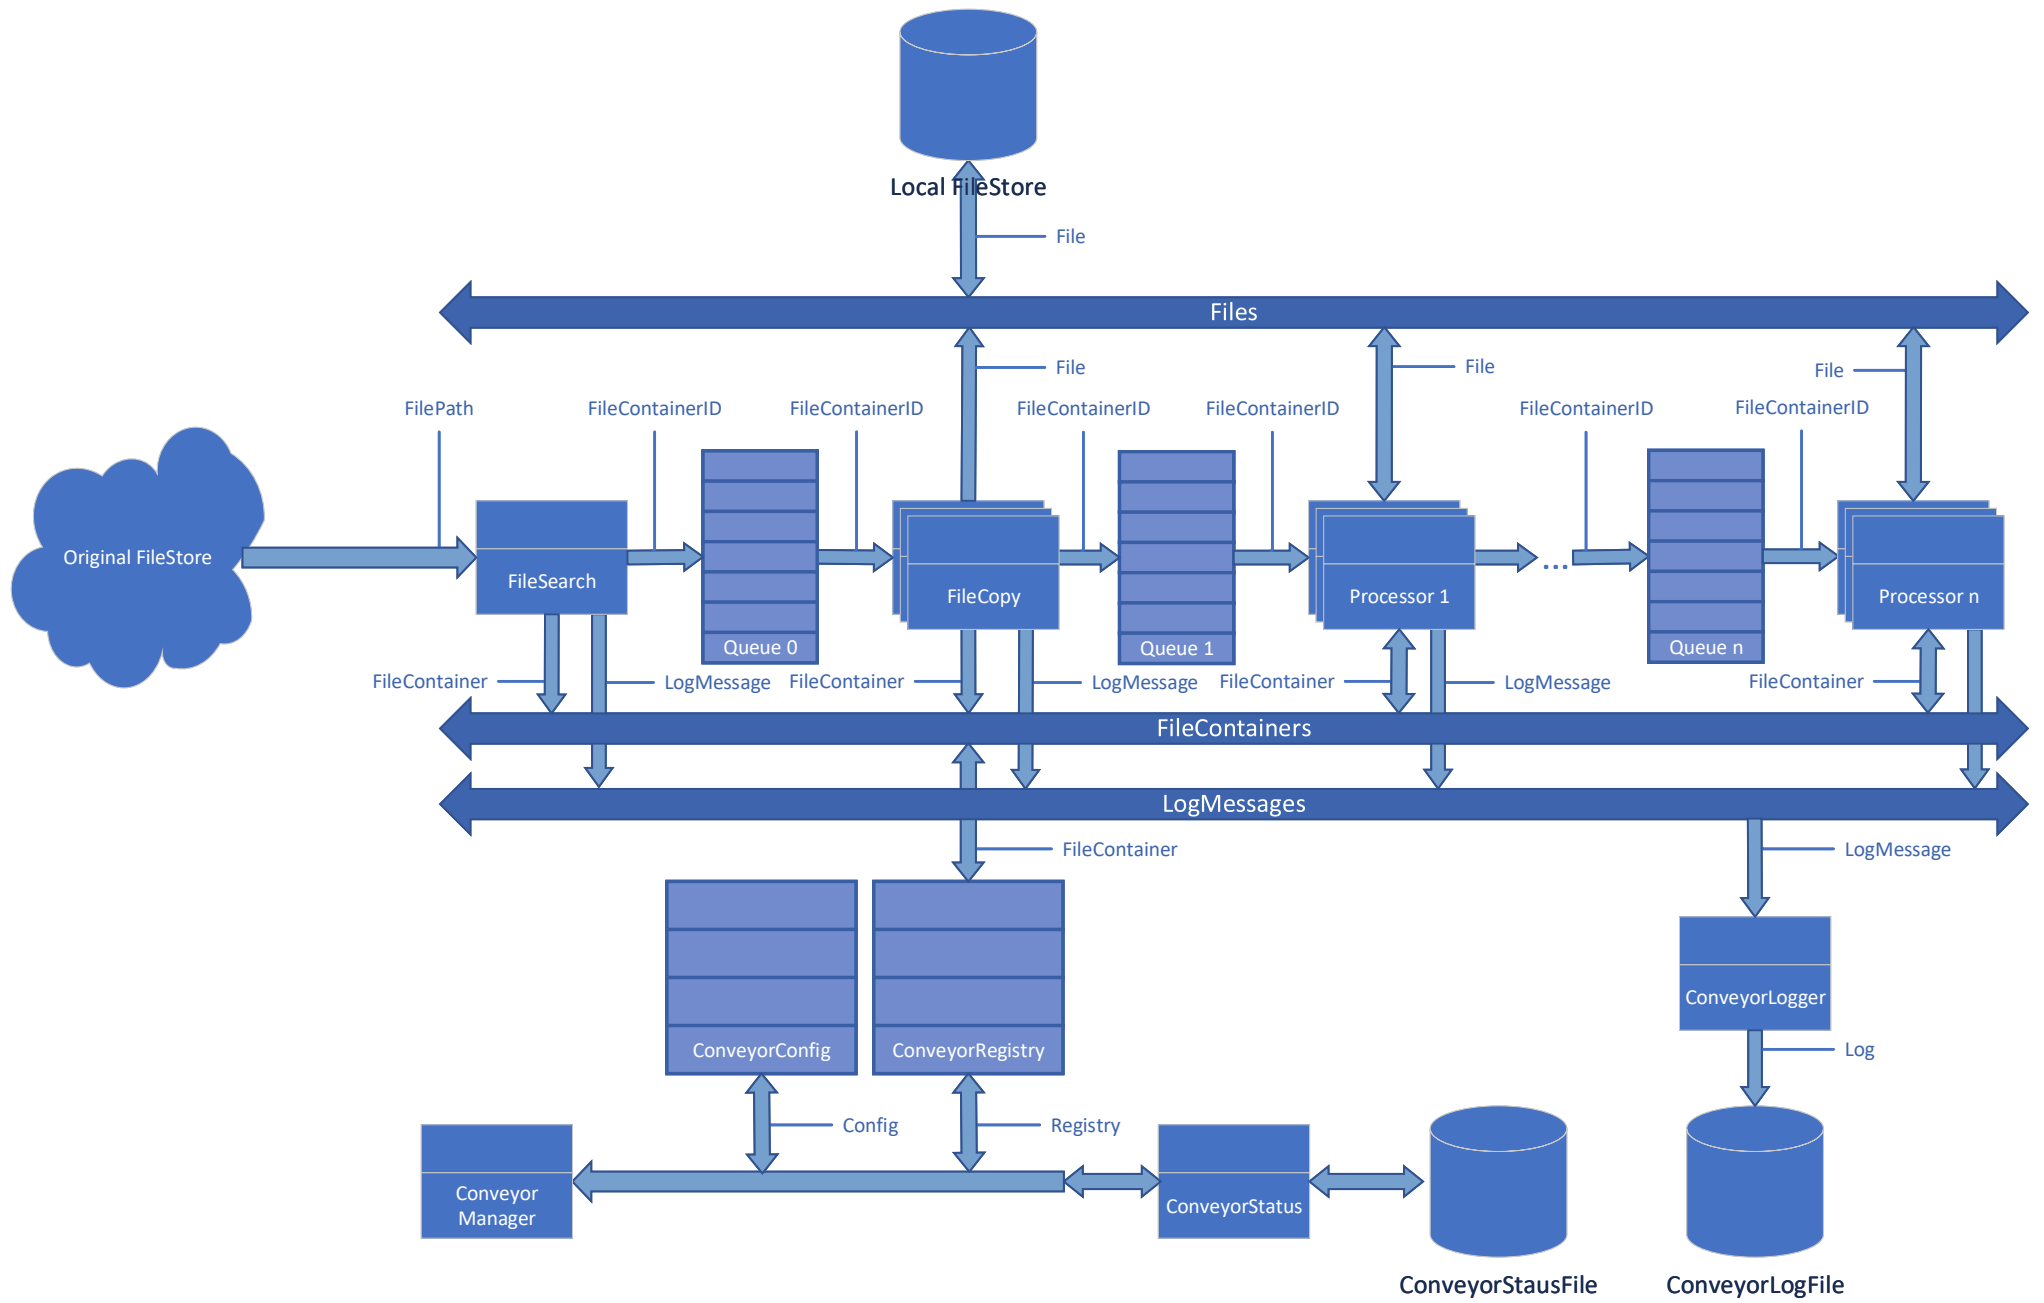 Local FileStore
File
Files
File
File
File
FilePath
FileContainerID
FileContainerID
FileContainerID
FileContainerID
FileContainerID
FileContainerID
Original FileStore
FileSearch
Queue 0
FileCopy
Queue 1
Processor 1
...
Queue n
Processor n
FileContainer
LogMessage
FileContainer
LogMessage
FileContainer
LogMessage
FileContainer
FileContainers
LogMessages
FileContainer
LogMessage
ConveyorConfig
ConveyorRegistry
ConveyorLogger
Log
Config
Registry
Conveyor
Manager
ConveyorStatus
ConveyorStausFile
ConveyorLogFile